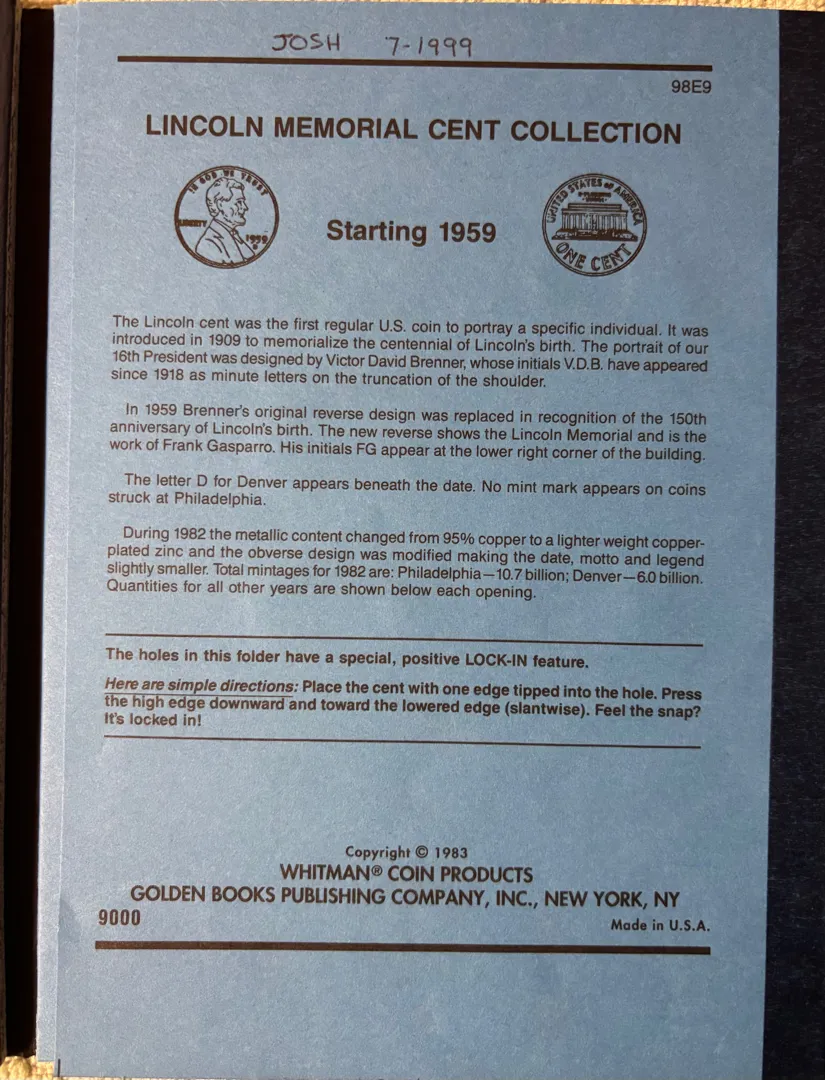 JOSH 7-1999
98E9
LINCOLN MEMORIAL CENT COLLECTION
IN GOD WE TRUST
LIBERTY
1959
D
Starting 1959
UNITED STATES OF AMERICA
ONE CENT
The Lincoln cent was the first regular U.S. coin to portray a specific individual. It was
introduced in 1909 to memorialize the centennial of Lincoln's birth. The portrait of our
16th President was designed by Victor David Brenner, whose initials V.D.B. have appeared
since 1918 as minute letters on the truncation of the shoulder.
In 1959 Brenner's original reverse design was replaced in recognition of the 150th
anniversary of Lincoln's birth. The new reverse shows the Lincoln Memorial and is the
work of Frank Gasparro. His initials FG appear at the lower right corner of the building.
The letter D for Denver appears beneath the date. No mint mark appears on coins
struck at Philadelphia.
During 1982 the metallic content changed from 95% copper to a lighter weight copper-
plated zinc and the obverse design was modified making the date, motto and legend
slightly smaller. Total mintages for 1982 are: Philadelphia—10.7 billion; Denver—6.0 billion.
Quantities for all other years are shown below each opening.
The holes in this folder have a special, positive LOCK-IN feature.
Here are simple directions: Place the cent with one edge tipped into the hole. Press
the high edge downward and toward the lowered edge (slantwise). Feel the snap?
It's locked in!
Copyright © 1983
WHITMAN® COIN PRODUCTS
GOLDEN BOOKS PUBLISHING COMPANY, INC., NEW YORK, NY
9000
Made in U.S.A.